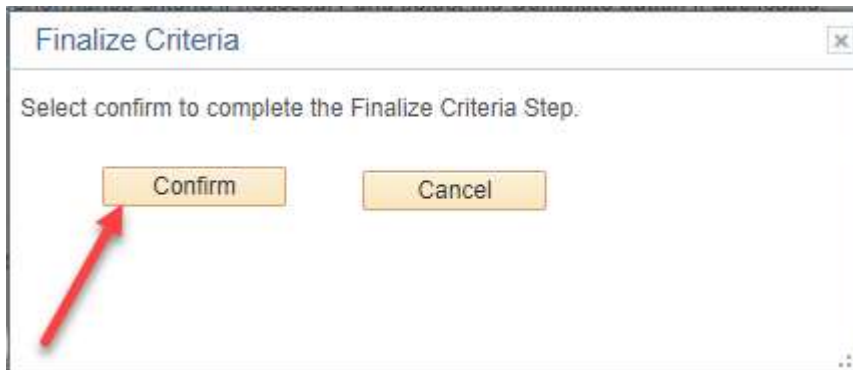 Finalize Criteria
Select confirm to complete the Finalize Criteria Step.
Confirm Cancel